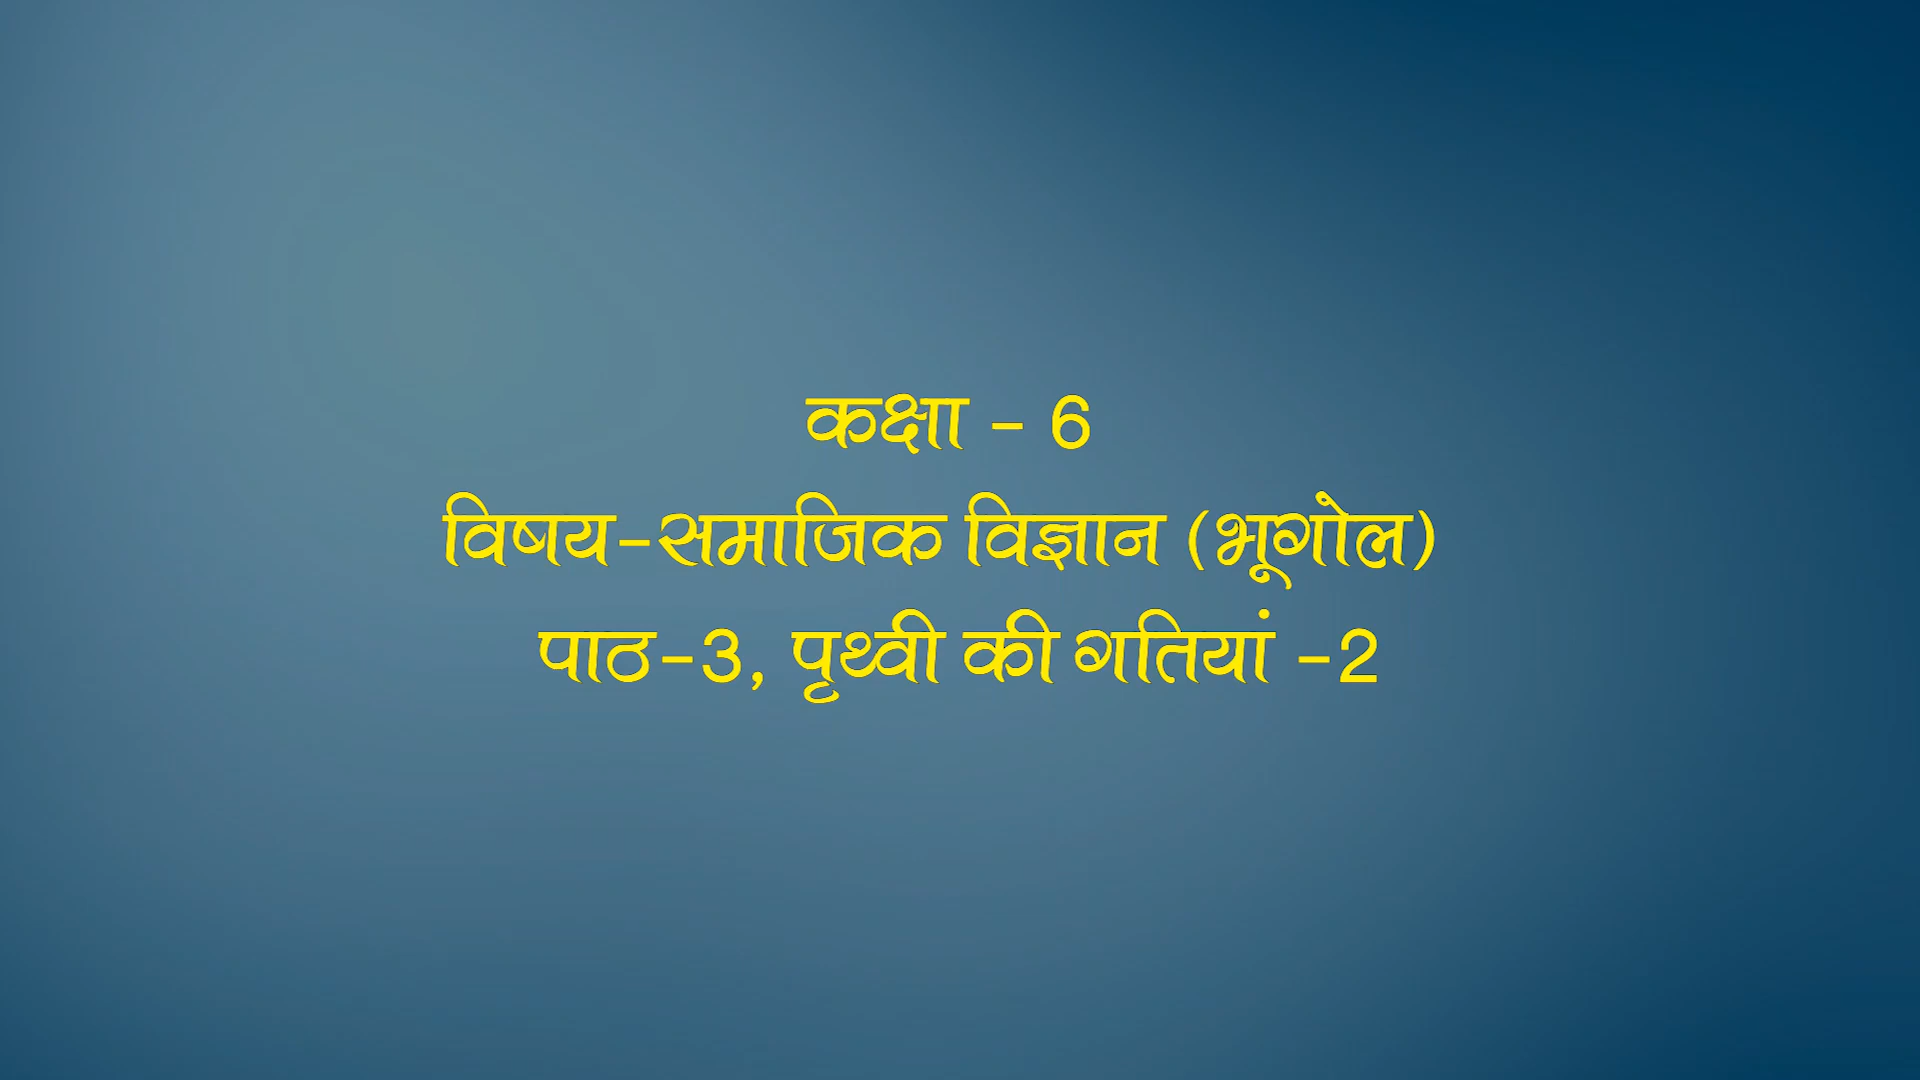 कक्षा - 6
विषय-समाजिक विज्ञान (भूगोल)
पाठ-3, पृथ्वी की गतियां -2